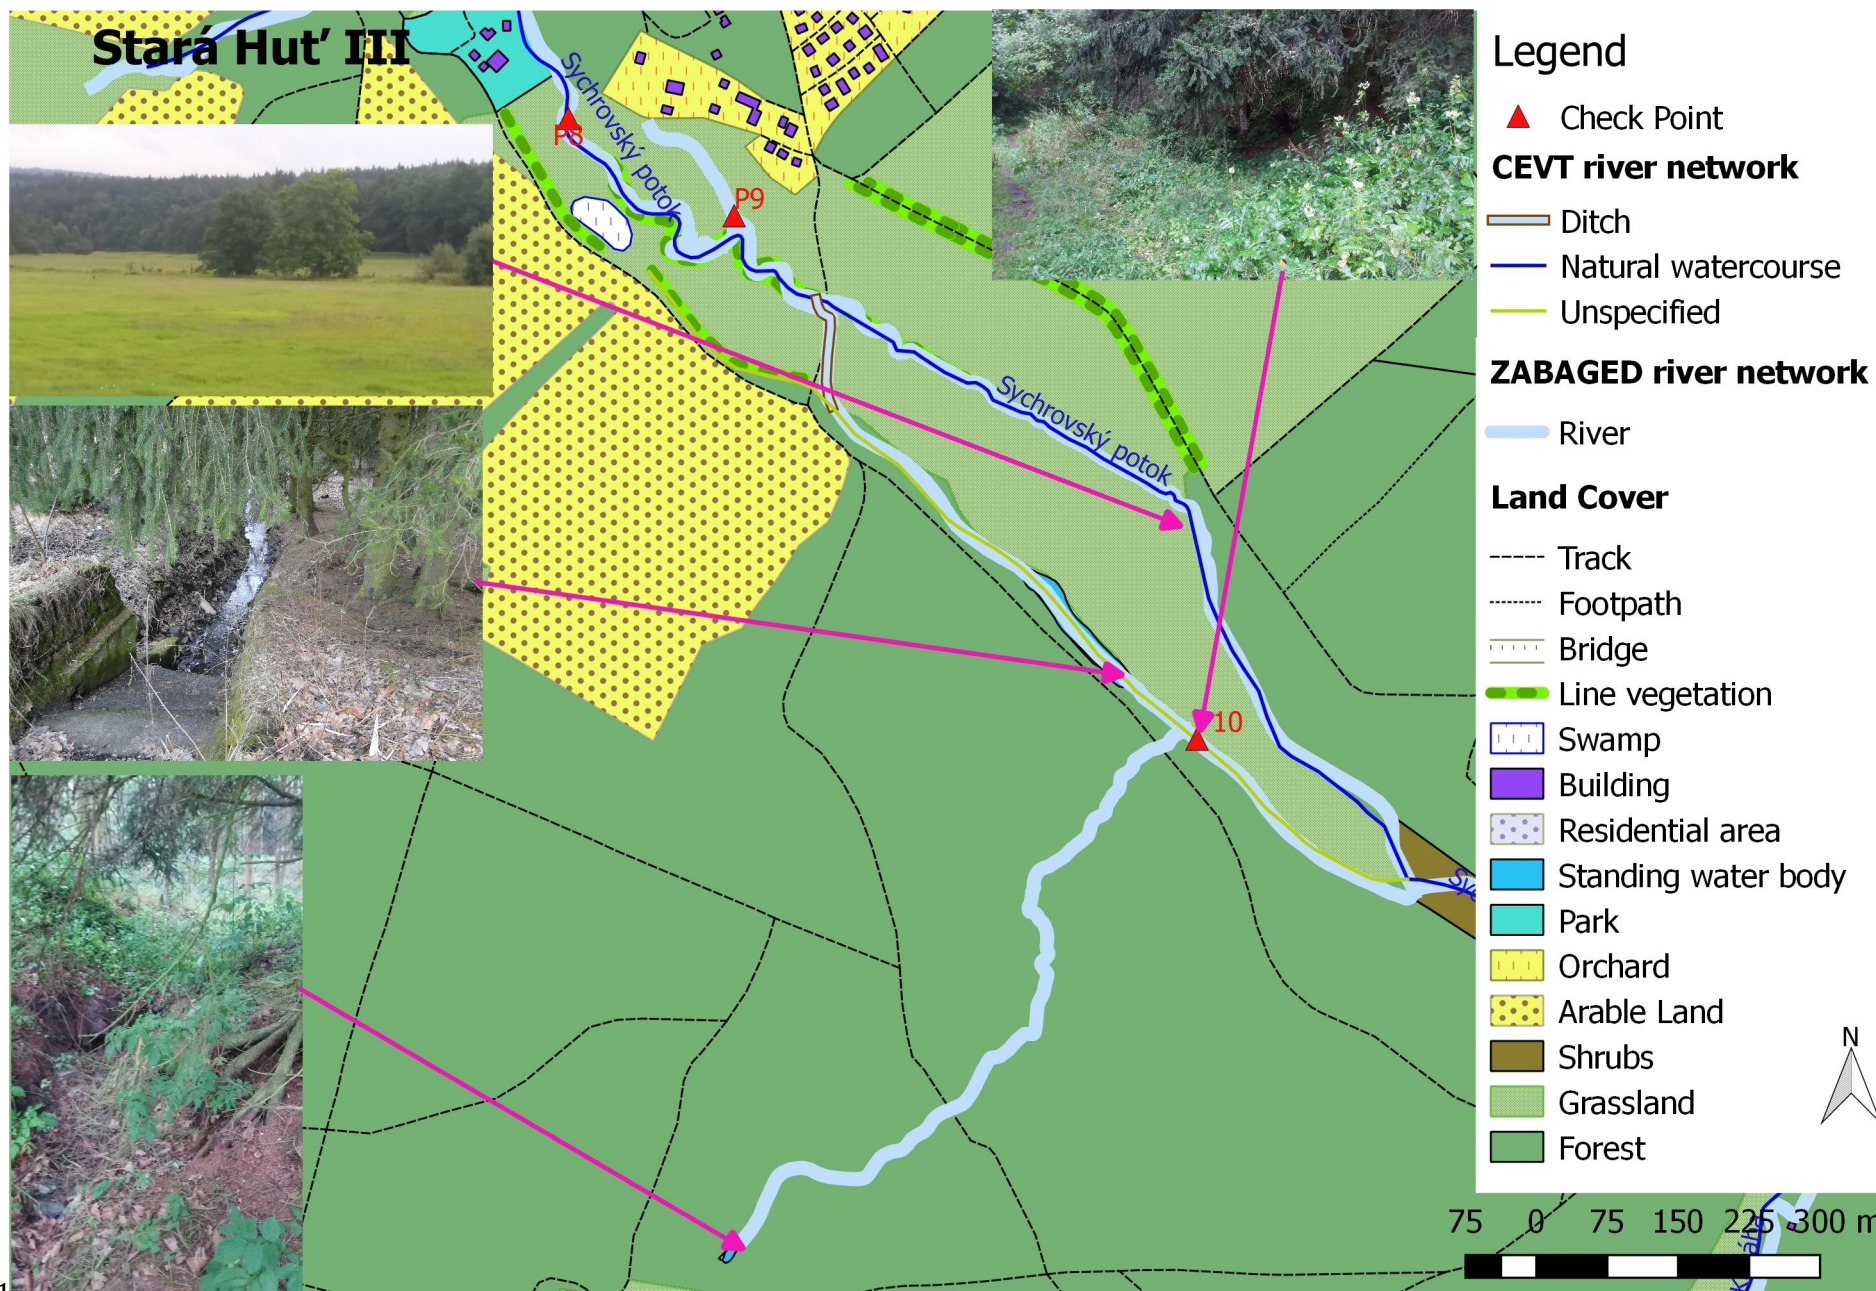 Stará Huť III
Sychrovský potok
P8
P9
Sychrovský potok
10
Legend
Check Point
CEVT river network
Ditch
Natural watercourse
Unspecified
ZABAGED river network
River
Land Cover
Track
Footpath
Bridge
Line vegetation
Swamp
Building
Residential area
Standing water body
Park
Orchard
Arable Land
Shrubs
Grassland
Forest
N
75 0 75 150 225 300 m
1